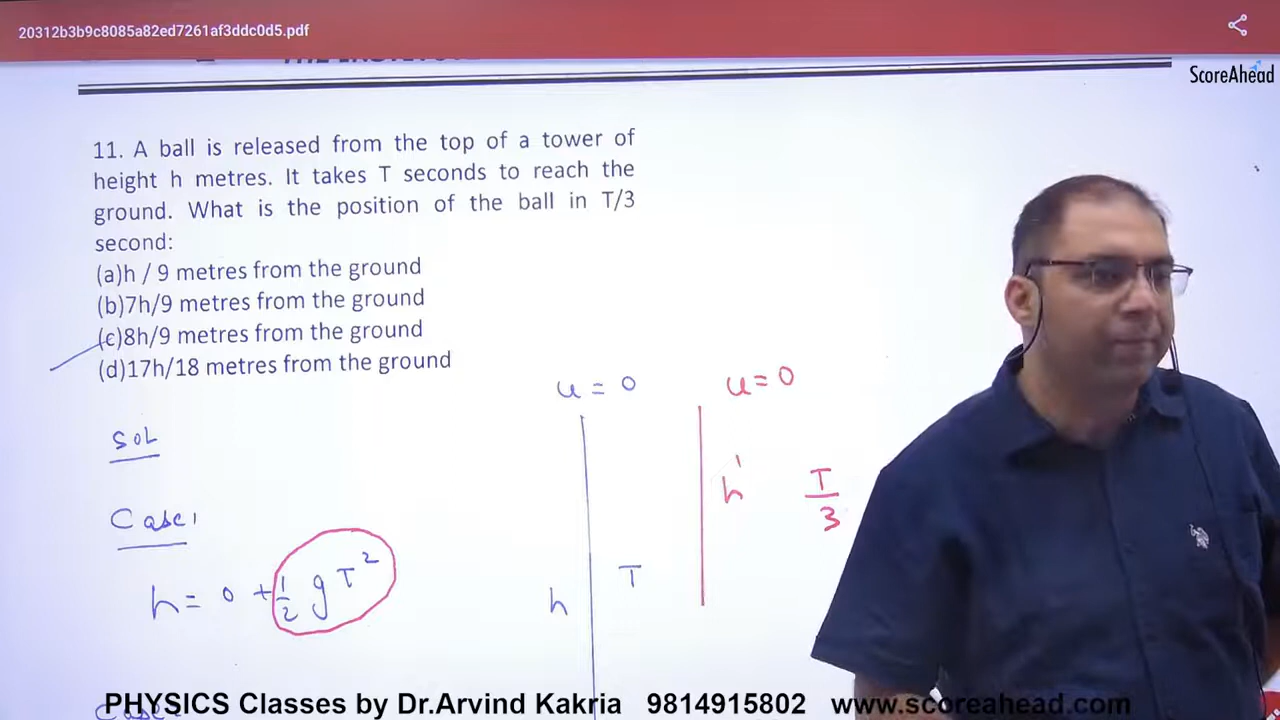 20312b3b9c8085a82ed7261af3ddc0d5.pdf
ScoreAhead
11. A ball is released from the top of a tower of
height h metres. It takes T seconds to reach the
ground. What is the position of the ball in T/3
second:
(a)h / 9 metres from the ground
(b)7h/9 metres from the ground
(c)8h/9 metres from the ground
(d)17h/18 metres from the ground
u = 0
u = 0
Sol
h'
T/3
Case 1
h = 0 + 1/2 g T²
T
h
PHYSICS Classes by Dr.Arvind Kakria 9814915802 www.scoreahead.com